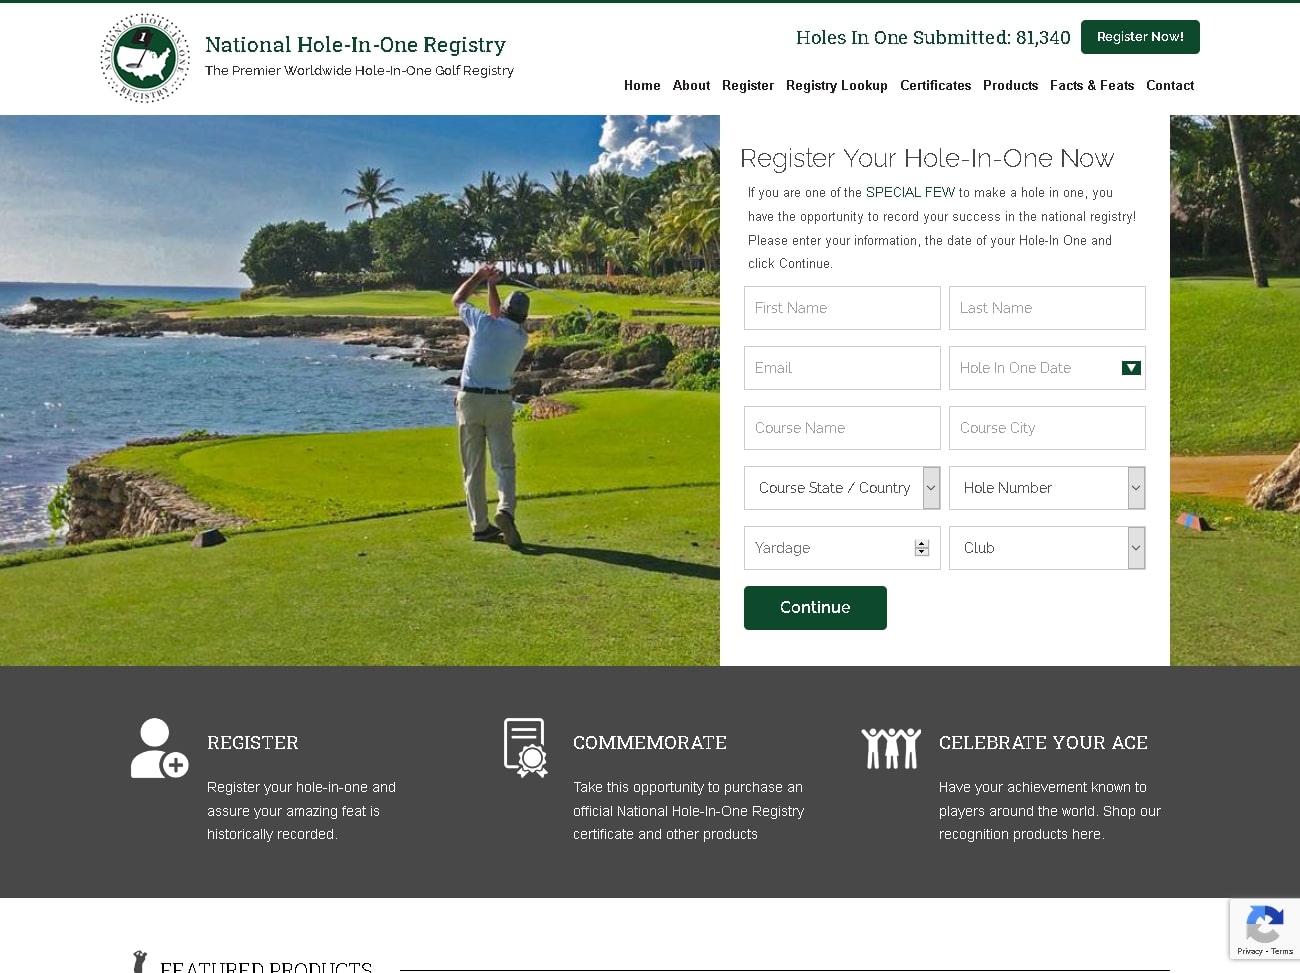 NATIONAL HOLE-IN-ONE
1
REGISTRY
National Hole-In-One Registry
The Premier Worldwide Hole-In-One Golf Registry
Holes In One Submitted: 81,340
Register Now!
Home About Register Registry Lookup Certificates Products Facts & Feats Contact
Register Your Hole-In-One Now
If you are one of the SPECIAL FEW to make a hole in one, you
have the opportunity to record your success in the national registry!
Please enter your information, the date of your Hole-In One and
click Continue.
First Name Last Name
Email Hole In One Date
Course Name Course City
Course State / Country Hole Number
Yardage Club
Continue
REGISTER
Register your hole-in-one and
assure your amazing feat is
historically recorded.
COMMEMORATE
Take this opportunity to purchase an
official National Hole-In-One Registry
certificate and other products
CELEBRATE YOUR ACE
Have your achievement known to
players around the world. Shop our
recognition products here.
FEATURED PRODUCTS
Privacy - Terms